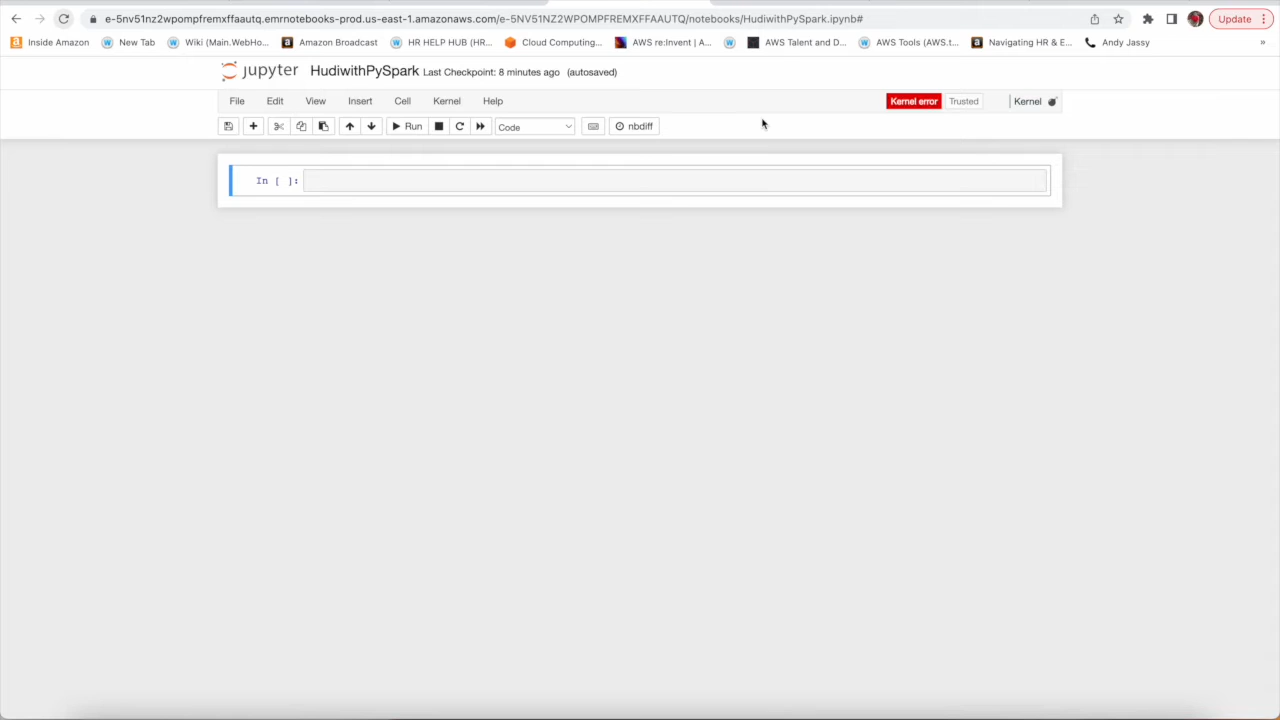 e-5nv51nz2wpompfremxffaautq.emrnotebooks-prod.us-east-1.amazonaws.com/e-5NV51NZ2WPOMPFREMXFFAAUTQ/notebooks/HudiwithPySpark.ipynb# Update
Inside Amazon New Tab Wiki (Main.WebHo... Amazon Broadcast HR HELP HUB (HR... Cloud Computing... AWS re:Invent | A... AWS Talent and D... AWS Tools (AWS.t... Navigating HR & E... Andy Jassy »
jupyter HudiwithPySpark Last Checkpoint: 8 minutes ago (autosaved)
File Edit View Insert Cell Kernel Help Kernel error Trusted Kernel
Run Code nbdiff
In [ ]: